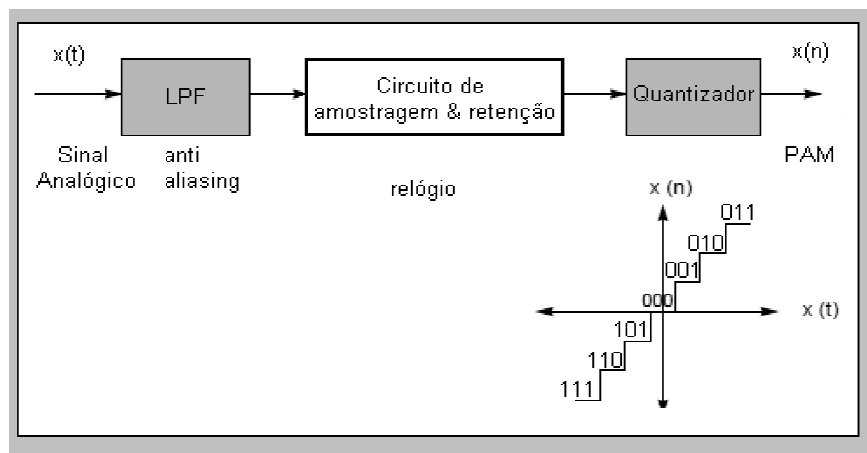 x(t)
LPF
Circuito de
amostragem & retenção
Quantizador
x(n)
Sinal
Analógico
anti
aliasing
relógio
PAM
x (n)
011
010
001
000
x (t)
101
110
111